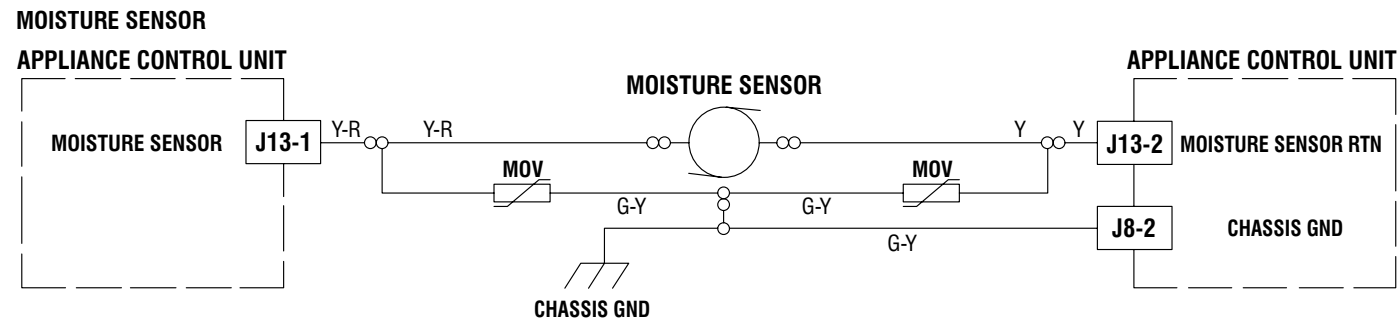 MOISTURE SENSOR
APPLIANCE CONTROL UNIT
APPLIANCE CONTROL UNIT
MOISTURE SENSOR
MOISTURE SENSOR
J13-1
Y-R
Y-R
Y
Y
J13-2
MOISTURE SENSOR RTN
MOV
MOV
G-Y
G-Y
J8-2
CHASSIS GND
G-Y
CHASSIS GND